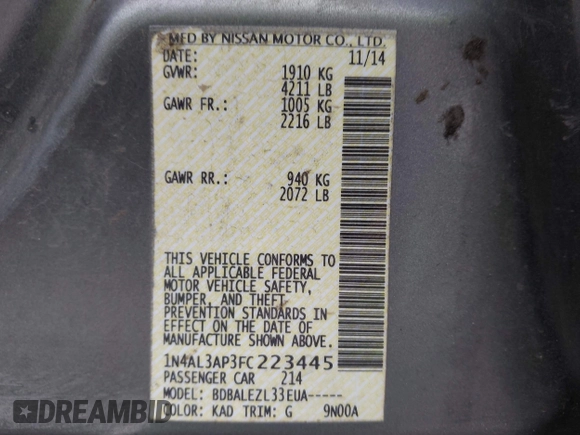 MFD BY NISSAN MOTOR CO., LTD.
DATE: 11/14
GVWR: 1910 KG
4211 LB
GAWR FR.: 1005 KG
2216 LB
GAWR RR.: 940 KG
2072 LB
THIS VEHICLE CONFORMS TO
ALL APPLICABLE FEDERAL
MOTOR VEHICLE SAFETY,
BUMPER, AND THEFT
PREVENTION STANDARDS IN
EFFECT ON THE DATE OF
MANUFACTURE SHOWN ABOVE.
1N4AL3AP3FC223445
PASSENGER CAR 214
MODEL: BDBALEZL33EUA-----
COLOR: KAD TRIM: G 9N00A
DREAMBID